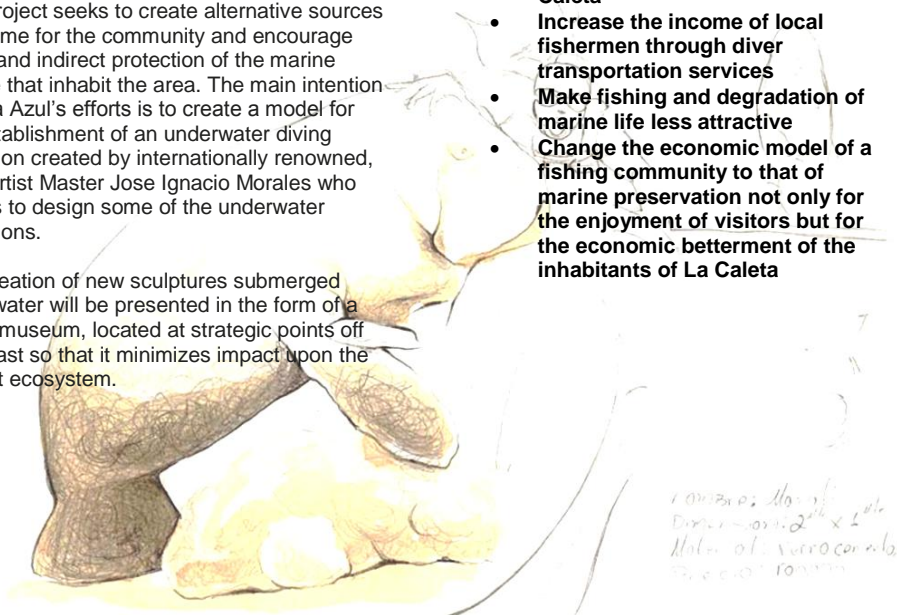 roject seeks to create alternative sources
me for the community and encourage
and indirect protection of the marine
that inhabit the area. The main intention
a Azul’s efforts is to create a model for
tablishment of an underwater diving
on created by internationally renowned,
rtist Master Jose Ignacio Morales who
s to design some of the underwater
ions.
eation of new sculptures submerged
water will be presented in the form of a
museum, located at strategic points off
ast so that it minimizes impact upon the
t ecosystem.
• Increase the income of local
fishermen through diver
transportation services
• Make fishing and degradation of
marine life less attractive
• Change the economic model of a
fishing community to that of
marine preservation not only for
the enjoyment of visitors but for
the economic betterment of the
inhabitants of La Caleta